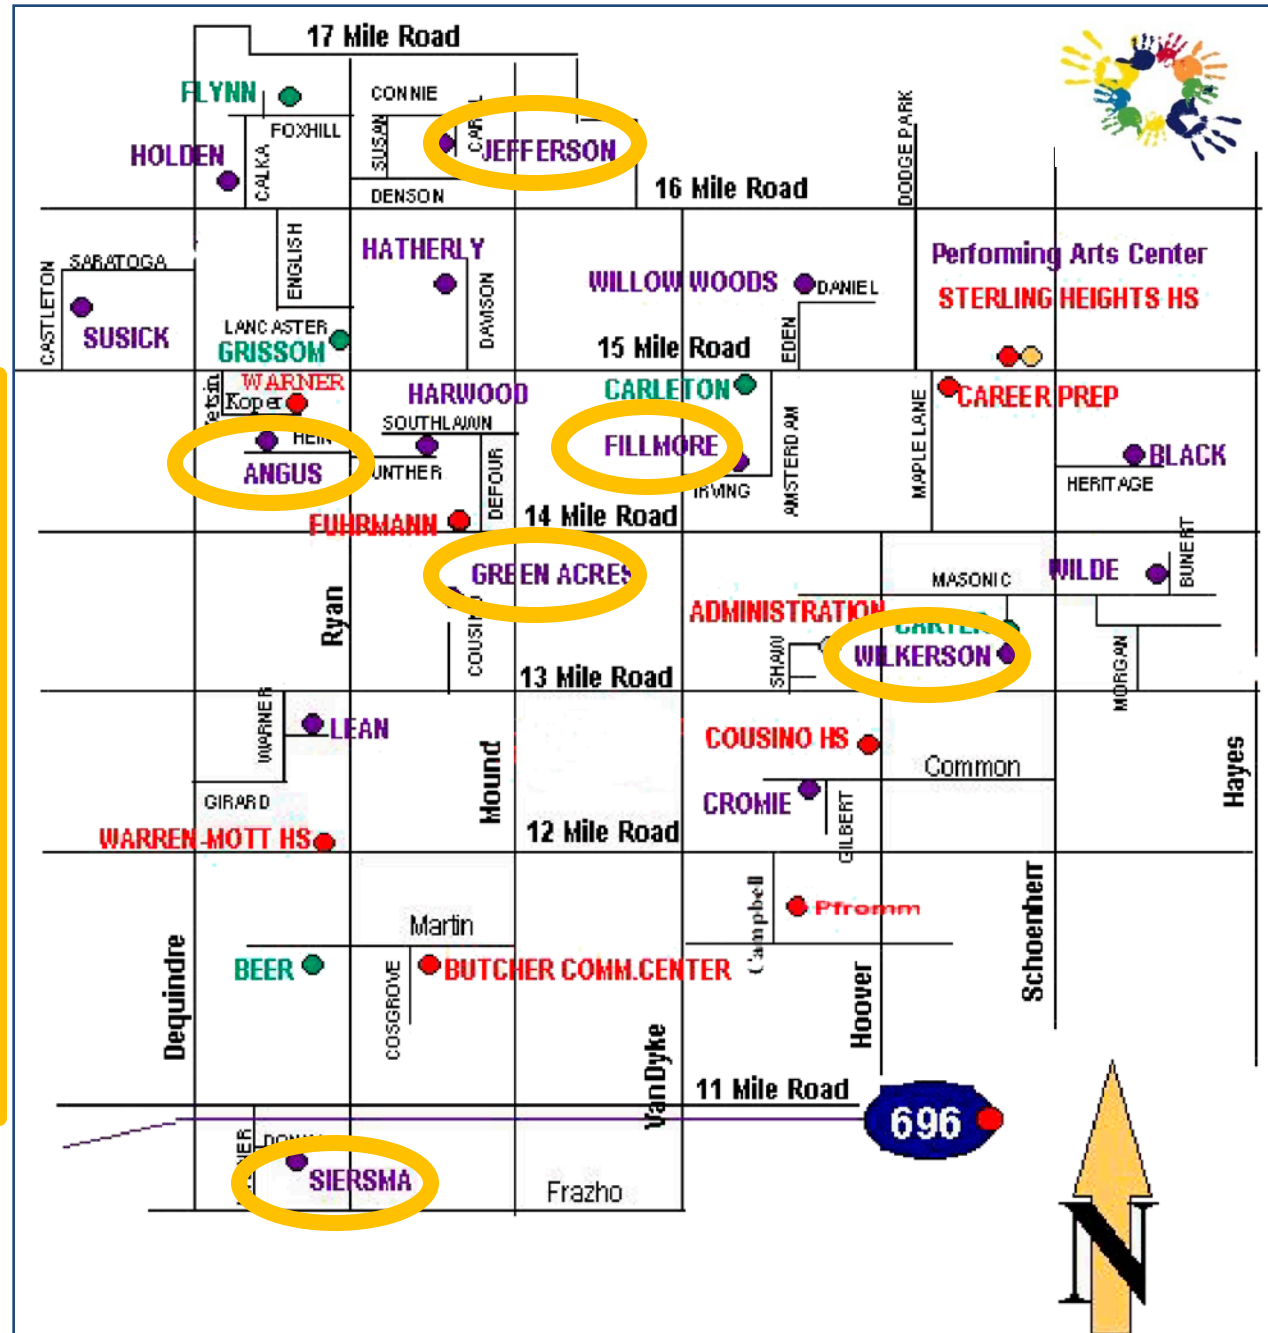 17 Mile Road
FLYNN
CONNIE
FOXHILL
SUSAN
JEFFERSON
HOLDEN
CALKA
DENSON
16 Mile Road
DODGE PARK
SARATOGA
CASTLETON
SUSICK
ENGLISH
LANCASTER
GRISSOM
HATHERLY
DAVISON
WILLOW WOODS
DANIEL
EDEN
15 Mile Road
Performing Arts Center
STERLING HEIGHTS HS
WARNER
Koper
HEIN
ANGUS
HARWOOD
SOUTHLAWN
UNTHER
DEFOUR
FUHRMANN
CARLETON
FILLMORE
IRVING
AMSTERDAM
MAPLE LANE
CAREER PREP
BLACK
HERITAGE
14 Mile Road
GREEN ACRES
Ryan
MASONIC
WILDE
BUNERT
ADMINISTRATION
CARTER
WILKERSON
SHAW
MORGAN
13 Mile Road
WARNER
LEAN
GIRARD
Mound
COUSINO HS
Common
CROMIE
GILBERT
Hayes
WARREN-MOTT HS
12 Mile Road
Campbell
Pfromm
Schoenherr
Martin
BEER
COSGROVE
BUTCHER COMM.CENTER
Dequindre
Hoover
VanDyke
11 Mile Road
696
SIERSMA
Frazho
N